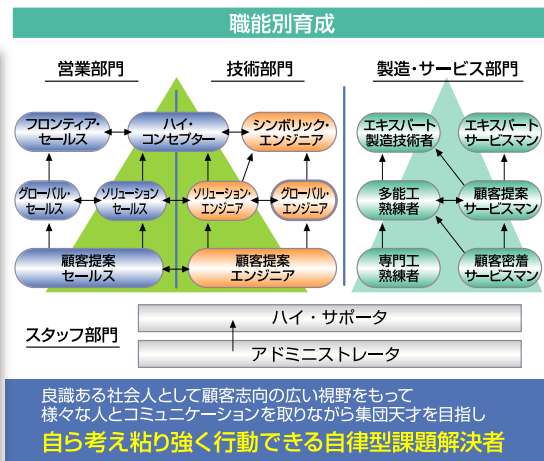 職能別育成
営業部門
技術部門
製造・サービス部門
フロンティア・
セールス
ハイ・
コンセプター
シンボリック・
エンジニア
エキスパート
製造技術者
エキスパート
サービスマン
グローバル・
セールス
ソリューション
セールス
ソリューション・
エンジニア
グローバル・
エンジニア
多能工
熟練者
顧客提案
サービスマン
顧客提案
セールス
顧客提案
エンジニア
専門工
熟練者
顧客密着
サービスマン
スタッフ部門
ハイ・サポータ
アドミニストレータ
良識ある社会人として顧客志向の広い視野をもって
様々な人とコミュニケーションを取りながら集団天才を目指し
自ら考え粘り強く行動できる自律型課題解決者